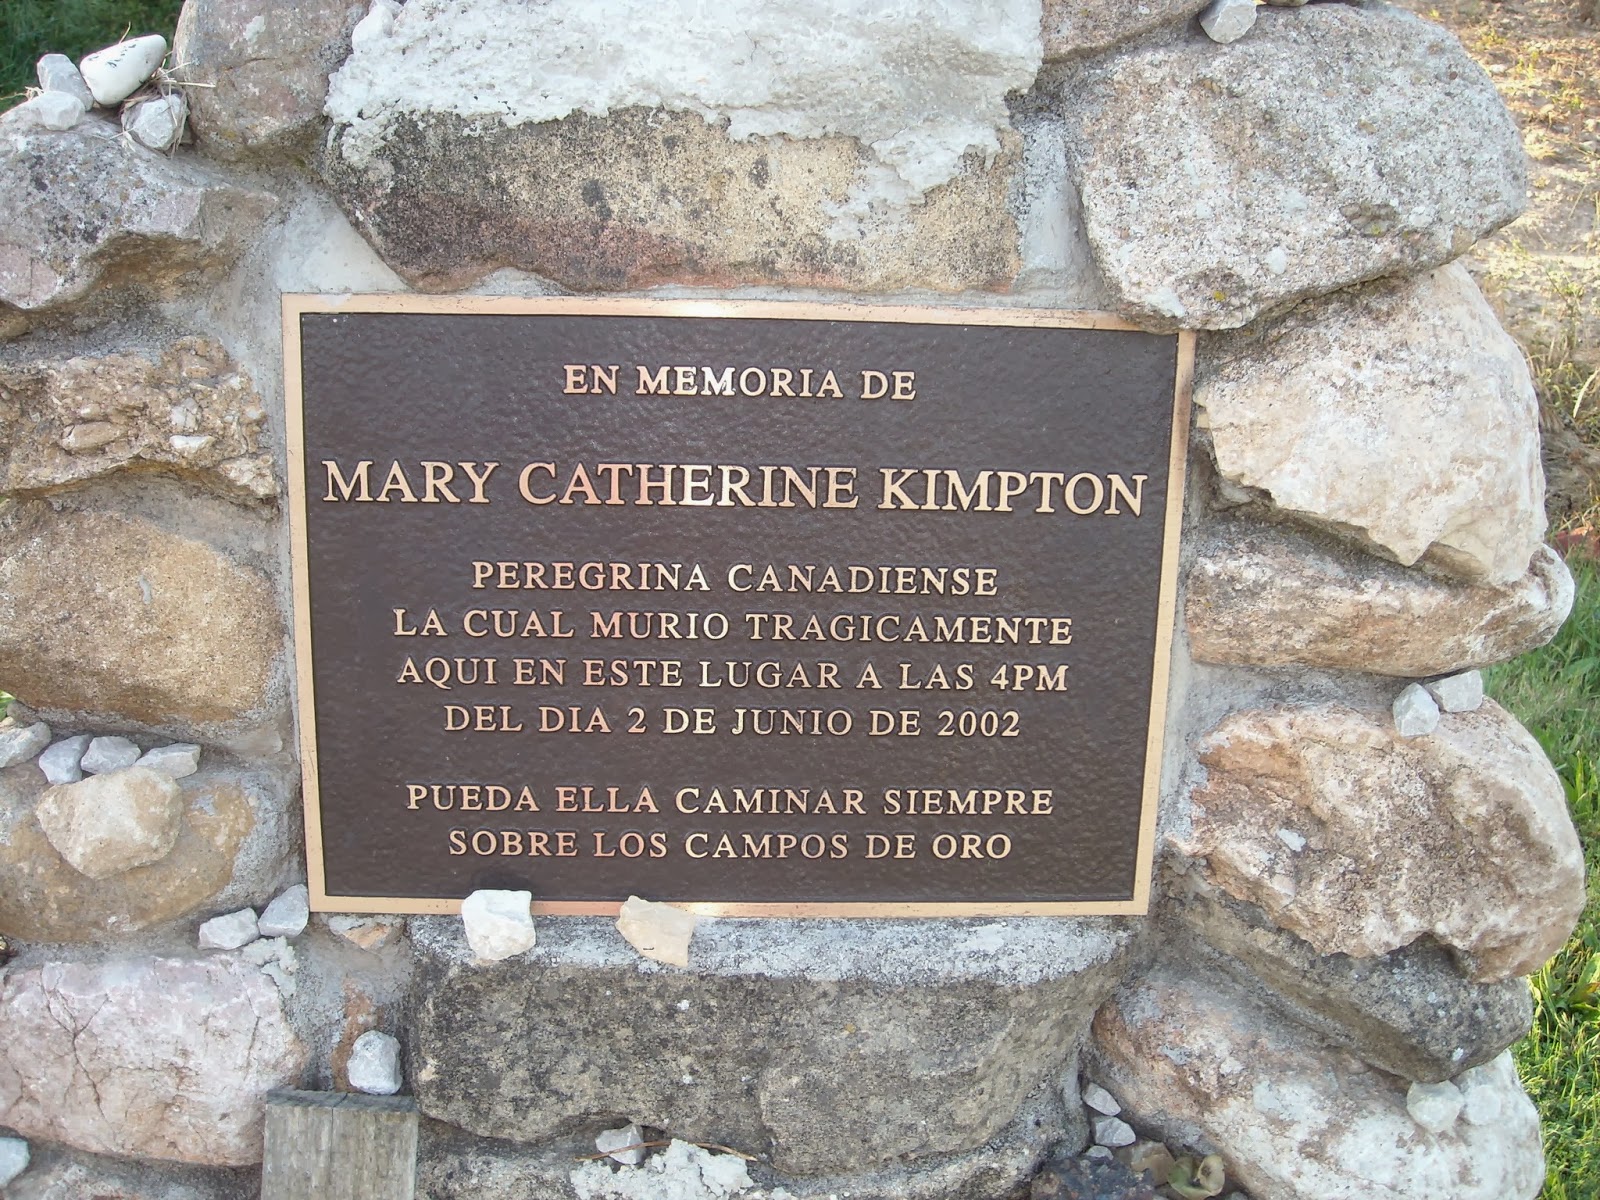 EN MEMORIA DE
MARY CATHERINE KIMPTON
PEREGRINA CANADIENSE
LA CUAL MURIO TRAGICAMENTE
AQUI EN ESTE LUGAR A LAS 4PM
DEL DIA 2 DE JUNIO DE 2002
PUEDA ELLA CAMINAR SIEMPRE
SOBRE LOS CAMPOS DE ORO